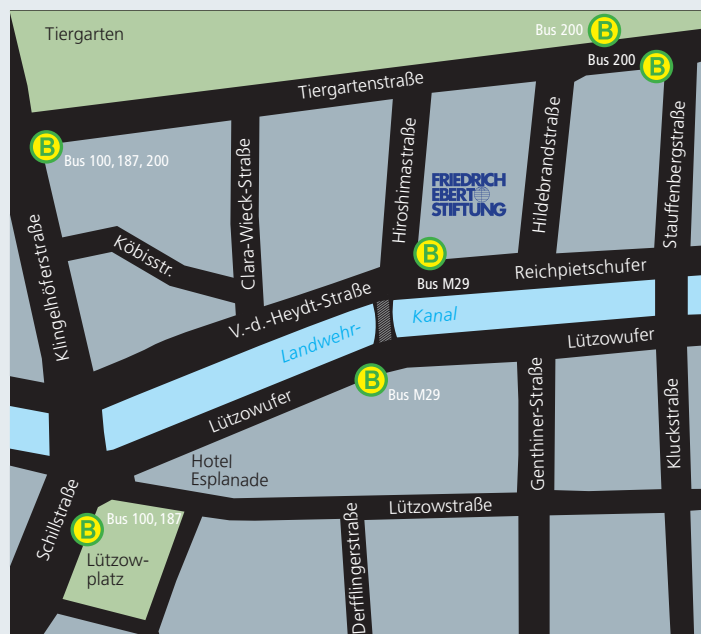 Tiergarten
Bus 200
B
Bus 200
B
Tiergartenstraße
B
Bus 100, 187, 200
Clara-Wieck-Straße
Hiroshimastraße
FRIEDRICH
EBERT
STIFTUNG
Hildebrandstraße
Stauffenbergstraße
Klingelhöferstraße
Köbisstr.
B
Bus M29
Reichpietschufer
V.-d.-Heydt-Straße
Landwehr-
Kanal
Lützowufer
B
Bus M29
Lützowufer
Genthiner-Straße
Kluckstraße
Hotel
Esplanade
Schillstraße
B
Bus 100, 187
Lützowstraße
Lützow-
platz
Derfflingerstraße